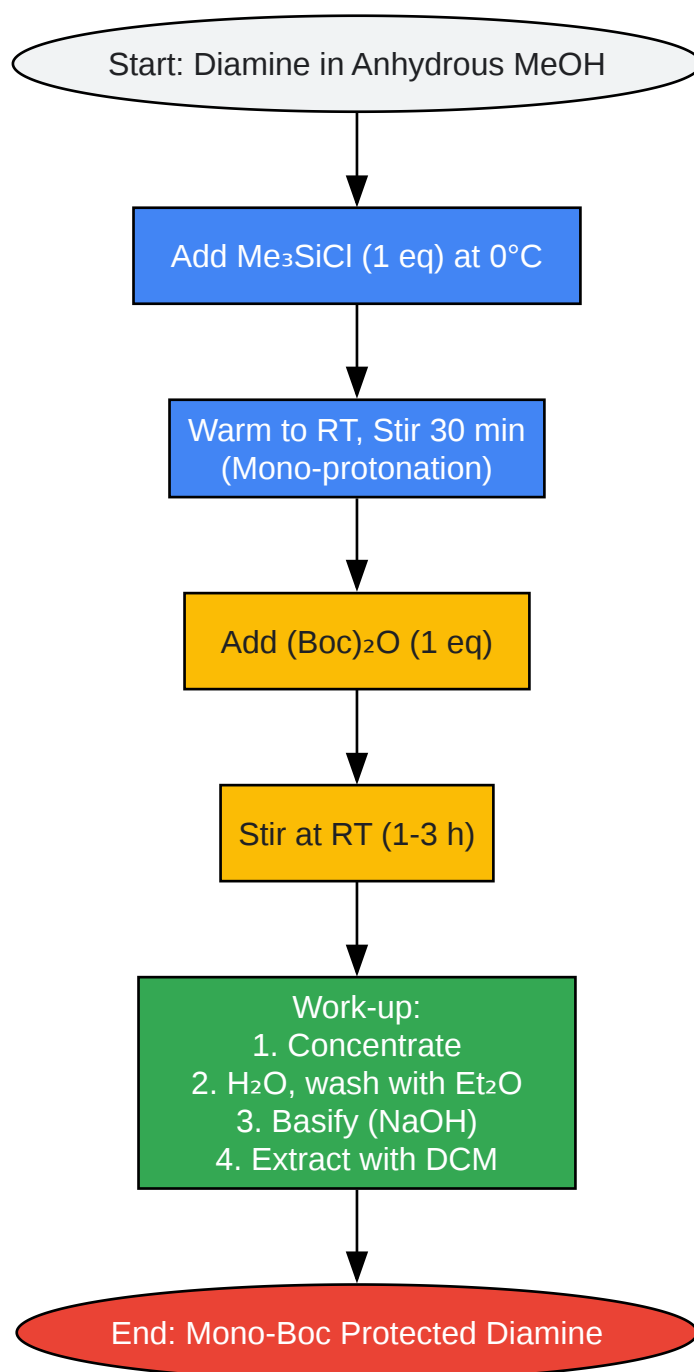 Start: Diamine in Anhydrous MeOH
Add Me₃SiCl (1 eq) at 0°C
Warm to RT, Stir 30 min
(Mono-protonation)
Add (Boc)₂O (1 eq)
Stir at RT (1-3 h)
Work-up:
1. Concentrate
2. H₂O, wash with Et₂O
3. Basify (NaOH)
4. Extract with DCM
End: Mono-Boc Protected Diamine